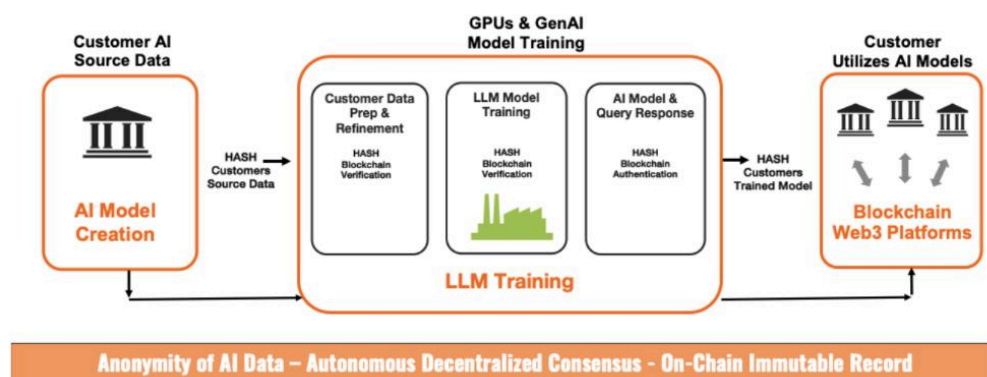 Customer AI
Source Data
AI Model
Creation
HASH
Customers
Source Data
GPUs & GenAI
Model Training
Customer Data
Prep &
Refinement
HASH
Blockchain
Verification
LLM Model
Training
HASH
Blockchain
Verification
AI Model &
Query Response
HASH
Blockchain
Authentication
LLM Training
HASH
Customers
Trained Model
Customer
Utilizes AI Models
Blockchain
Web3 Platforms
Anonymity of AI Data – Autonomous Decentralized Consensus - On-Chain Immutable Record